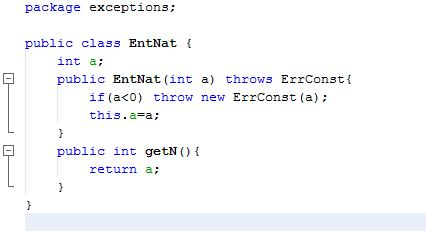 package exceptions;
public class EntNat {
int a;
public EntNat(int a) throws ErrConst{
if(a<0) throw new ErrConst(a);
this.a=a;
}
public int getN(){
return a;
}
}